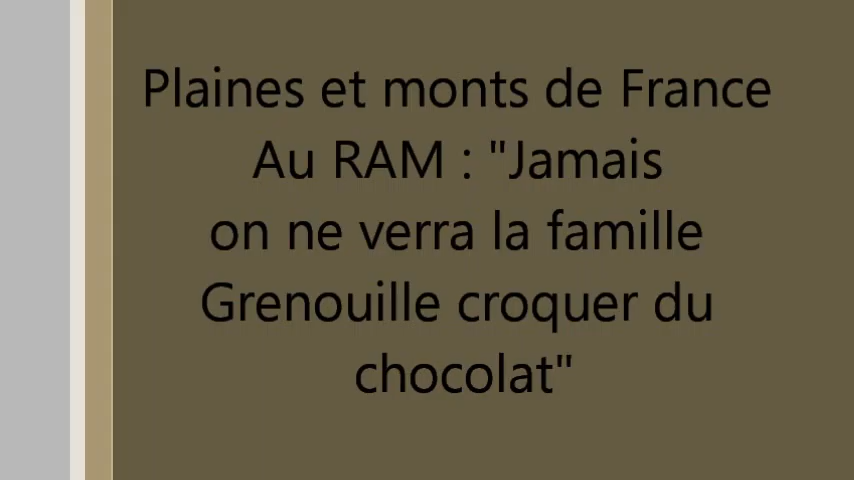 Plaines et monts de France
Au RAM : "Jamais
on ne verra la famille
Grenouille croquer du
chocolat"